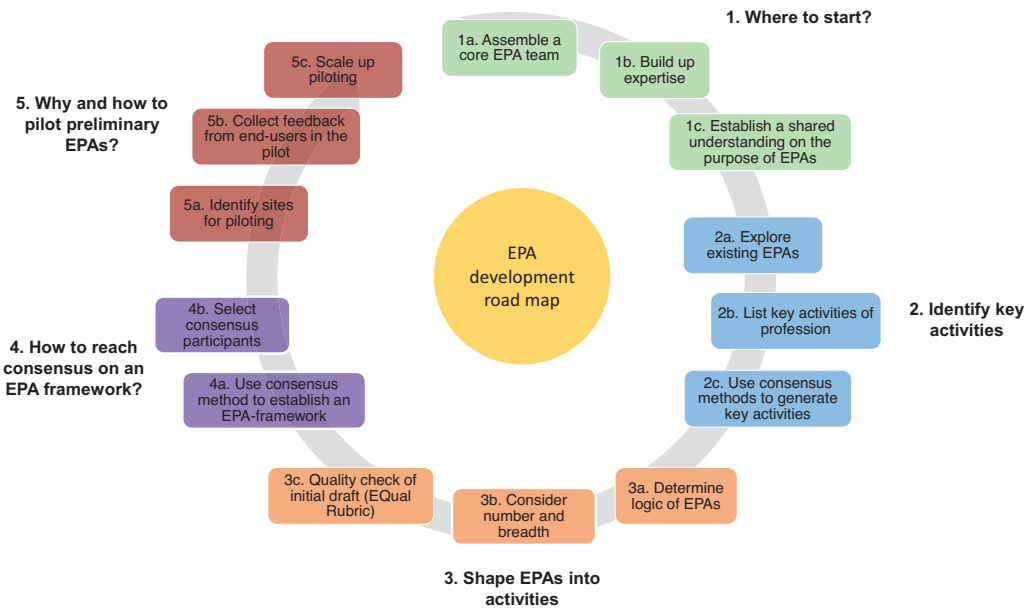 1. Where to start?
1a. Assemble a
core EPA team
1b. Build up
expertise
1c. Establish a shared
understanding on the
purpose of EPAs
2a. Explore
existing EPAs
2b. List key activities of
profession
2. Identify key
activities
2c. Use consensus
methods to generate
key activities
3a. Determine
logic of EPAs
3b. Consider
number and
breadth
3c. Quality check of
initial draft (EQual
Rubric)
3. Shape EPAs into
activities
4a. Use consensus
method to establish an
EPA-framework
4b. Select
consensus
participants
4. How to reach
consensus on an
EPA framework?
5a. Identify sites
for piloting
5b. Collect feedback
from end-users in the
pilot
5c. Scale up
piloting
5. Why and how to
pilot preliminary
EPAs?
EPA
development
road map